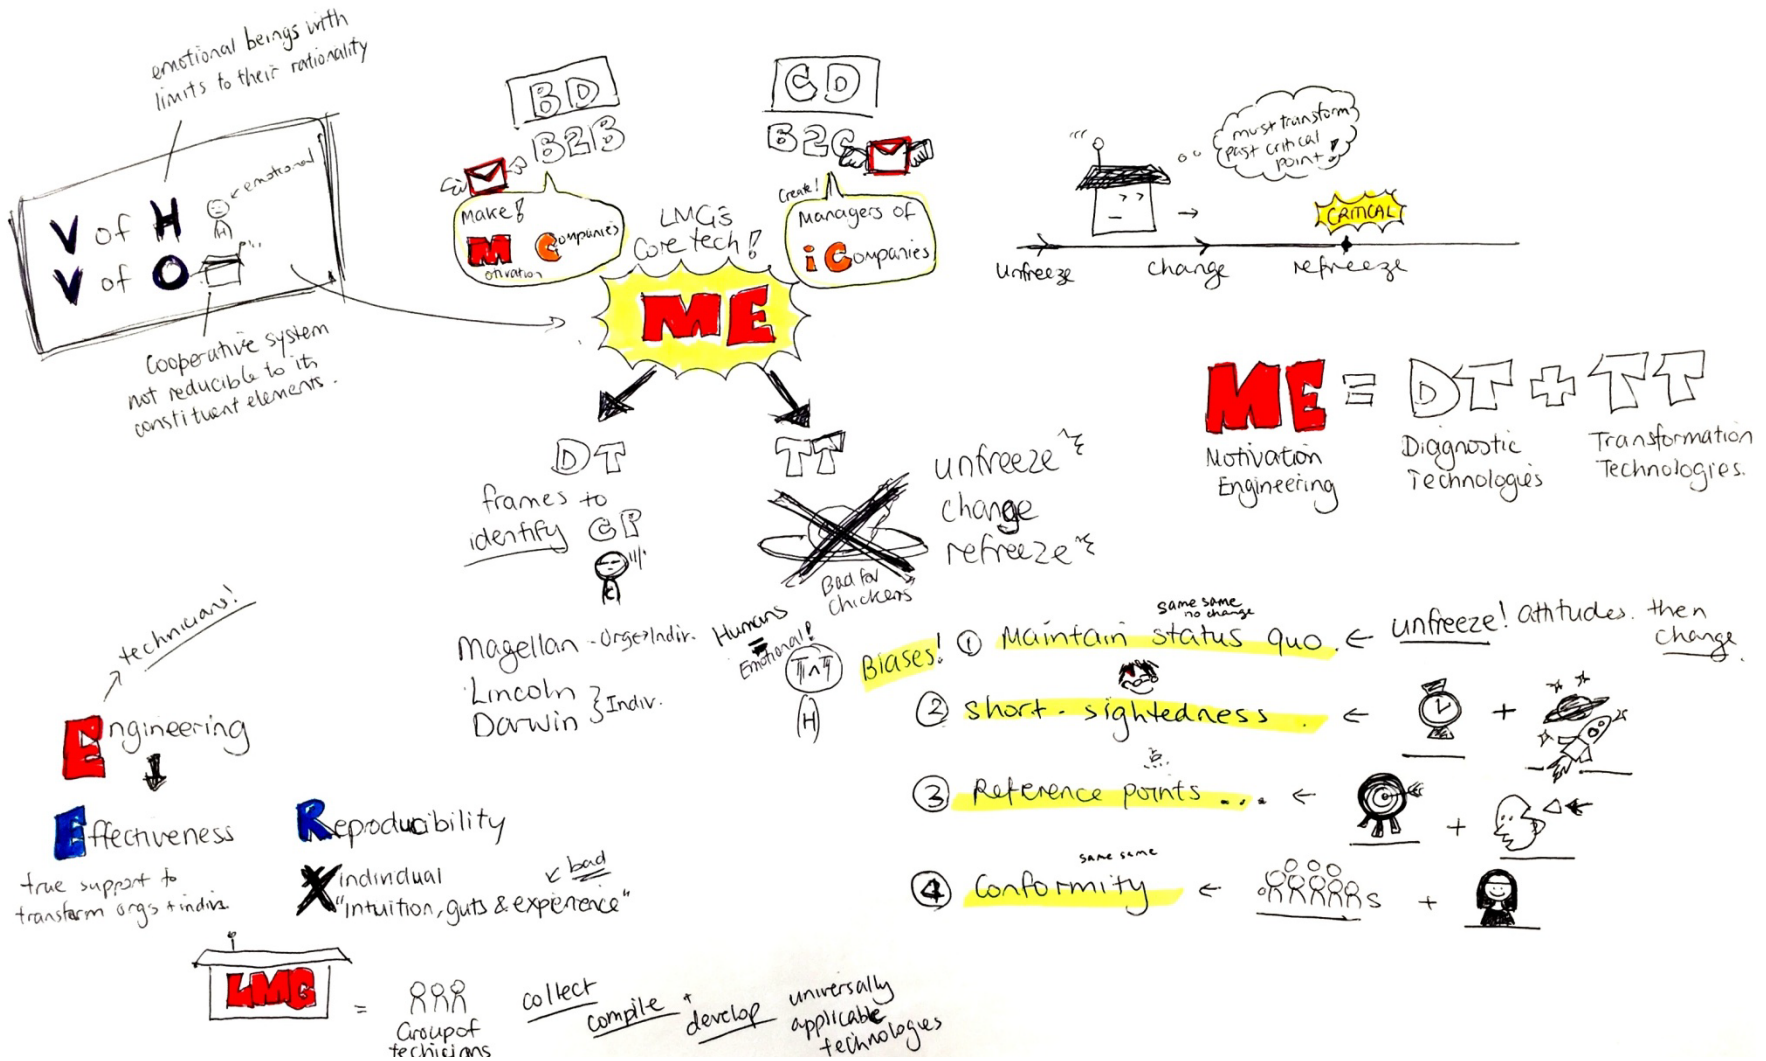 emotional beings with
limits to their rationality
V of H
← emotional
V of O
Cooperative system
not reducible to its
constituent elements.
BD
B2B
Make!
M Companies
otivation
CD
B2C
Create!
Managers of
i Companies
LMG's
Core tech!
ME
must transform
past critical
point!
CRITICAL
unfreeze
change
refreeze
ME = DT + TT
Motivation
Engineering
Diagnostic
Technologies
Transformation
Technologies.
DT
frames to
identify CP
C
Magellan - Orgs>Indiv.
Lincoln
Darwin } Indiv.
TT
Bad for
chickens
unfreeze
change
refreeze
Humans
=
Emotional!
H
Biases!
same same
no change
① Maintain status quo. ← unfreeze! attitudes. then
change.
② short-sightedness. ← +
③ Reference points... ← +
same same
④ Conformity ← S +
technicians!
Engineering
Effectiveness
true support to
transform orgs + indivs.
Reproducibility
X individual
← bad
"intuition, guts & experience"
LMG
=
Group of
techicians
collect
compile +
develop
universally
applicable
technologies